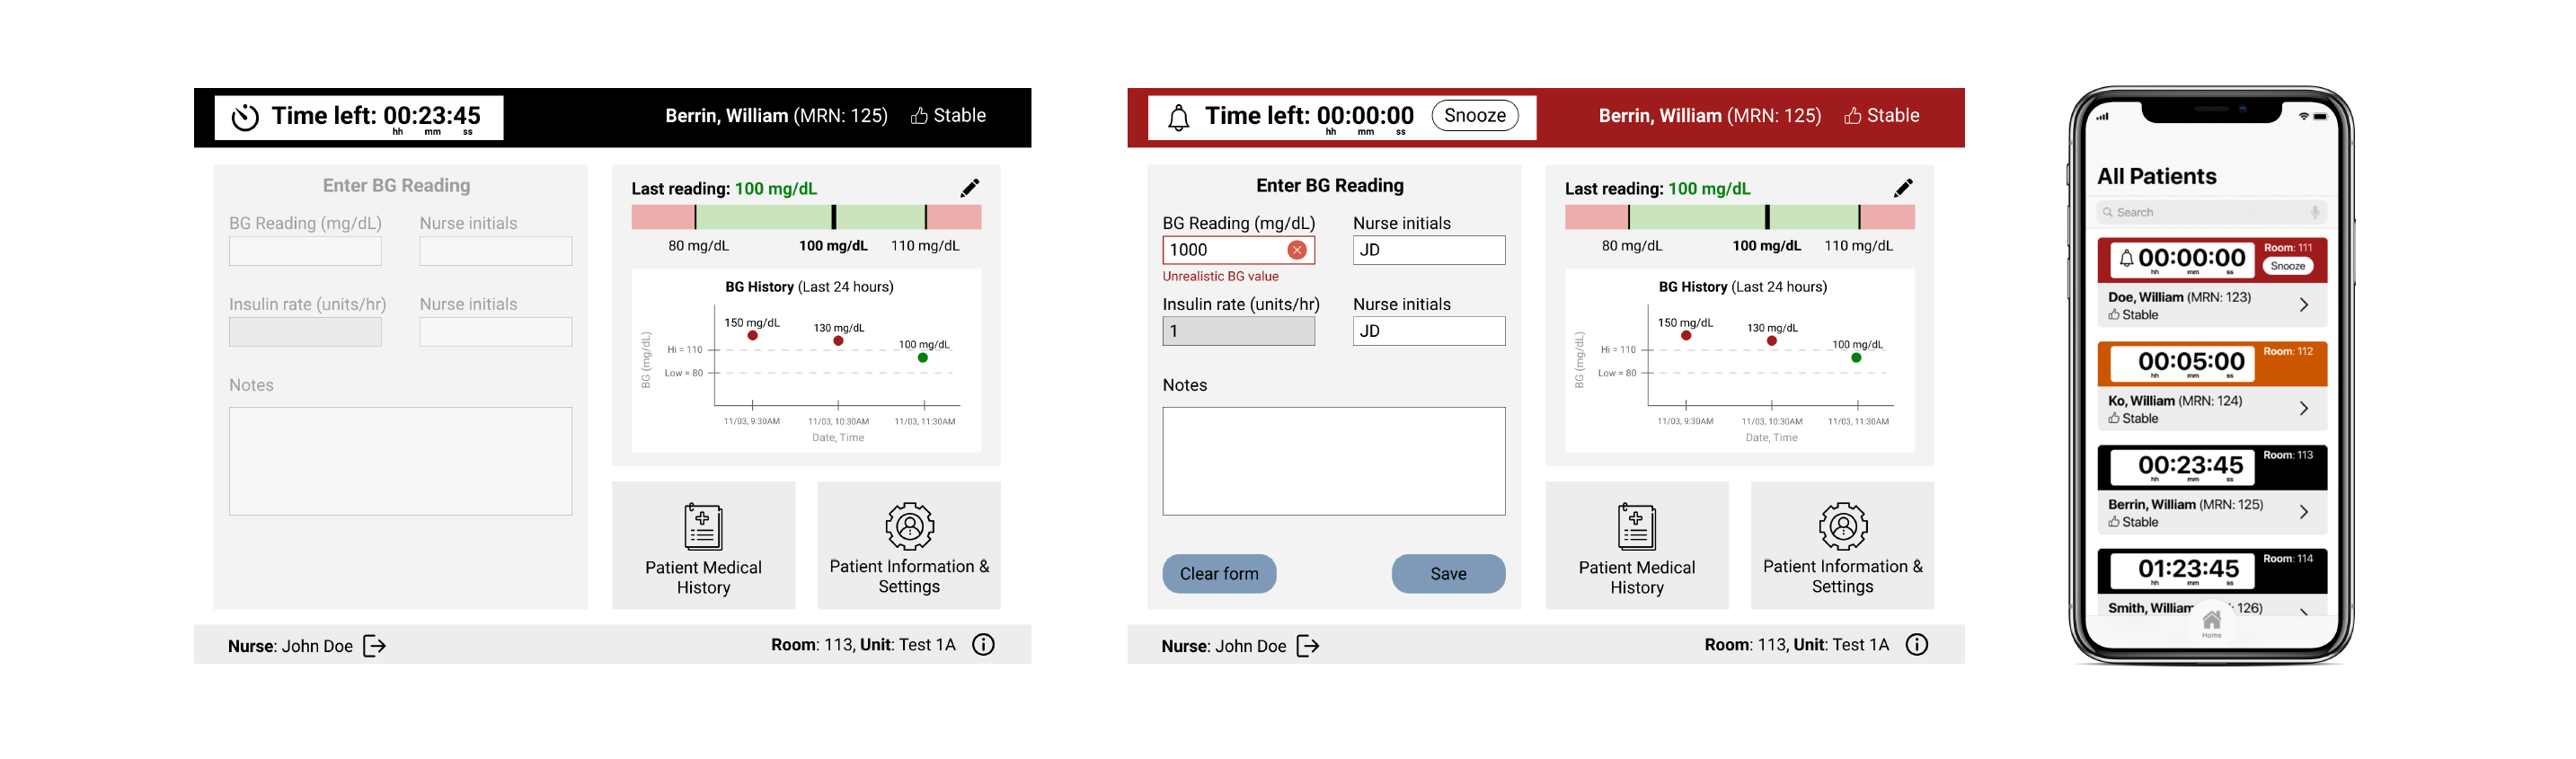 Time left: 00:23:45
hh mm ss
Berrin, William (MRN: 125) Stable
Enter BG Reading
BG Reading (mg/dL) Nurse initials
Insulin rate (units/hr) Nurse initials
Notes
Last reading: 100 mg/dL
80 mg/dL 100 mg/dL 110 mg/dL
BG History (Last 24 hours)
BG (mg/dL)
150 mg/dL
130 mg/dL
100 mg/dL
Hi = 110
Low = 80
11/03, 9:30AM 11/03, 10:30AM 11/03, 11:30AM
Date, Time
Patient Medical
History
Patient Information &
Settings
Nurse: John Doe
Room: 113, Unit: Test 1A
Time left: 00:00:00 Snooze
hh mm ss
Berrin, William (MRN: 125) Stable
Enter BG Reading
BG Reading (mg/dL) Nurse initials
1000 JD
Unrealistic BG value
Insulin rate (units/hr) Nurse initials
1 JD
Notes
Clear form Save
Last reading: 100 mg/dL
80 mg/dL 100 mg/dL 110 mg/dL
BG History (Last 24 hours)
BG (mg/dL)
150 mg/dL
130 mg/dL
100 mg/dL
Hi = 110
Low = 80
11/03, 9:30AM 11/03, 10:30AM 11/03, 11:30AM
Date, Time
Patient Medical
History
Patient Information &
Settings
Nurse: John Doe
Room: 113, Unit: Test 1A
All Patients
Search
00:00:00
hh mm ss
Room: 111
Snooze
Doe, William (MRN: 123)
Stable
00:05:00
hh mm ss
Room: 112
Ko, William (MRN: 124)
Stable
00:23:45
hh mm ss
Room: 113
Berrin, William (MRN: 125)
Stable
01:23:45
hh mm ss
Room: 114
Smith, William : 126)
Home